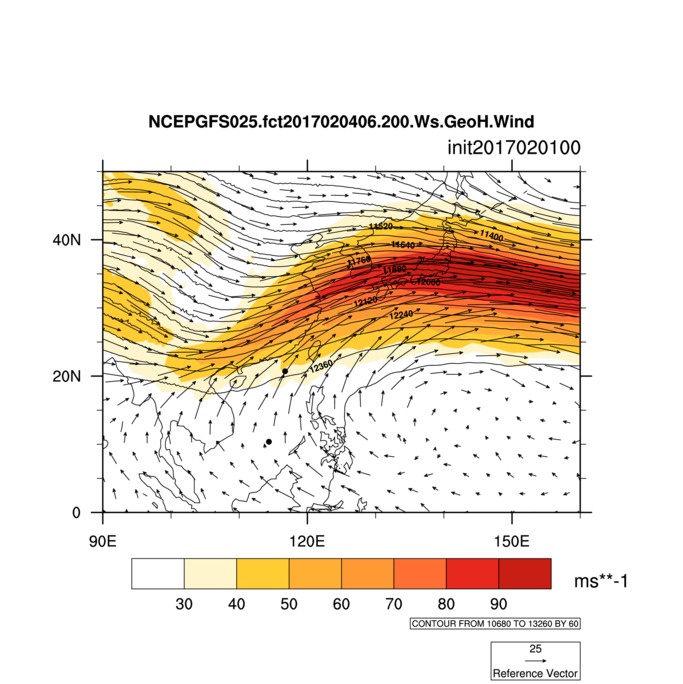 NCEPGFS025.fct2017020406.200.Ws.GeoH.Wind
init2017020100
40N
20N
0
11520
11400
11640
11760
11880
12000
12120
12240
12360
90E 120E 150E
ms**-1
30 40 50 60 70 80 90
CONTOUR FROM 10680 TO 13260 BY 60
25
Reference Vector